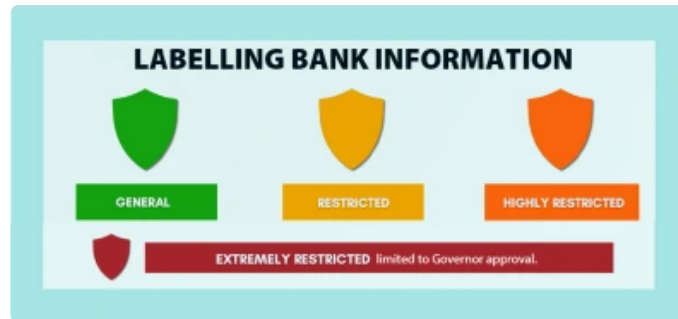 LABELLING BANK INFORMATION
GENERAL
RESTRICTED
HIGHLY RESTRICTED
EXTREMELY RESTRICTED limited to Governor approval.